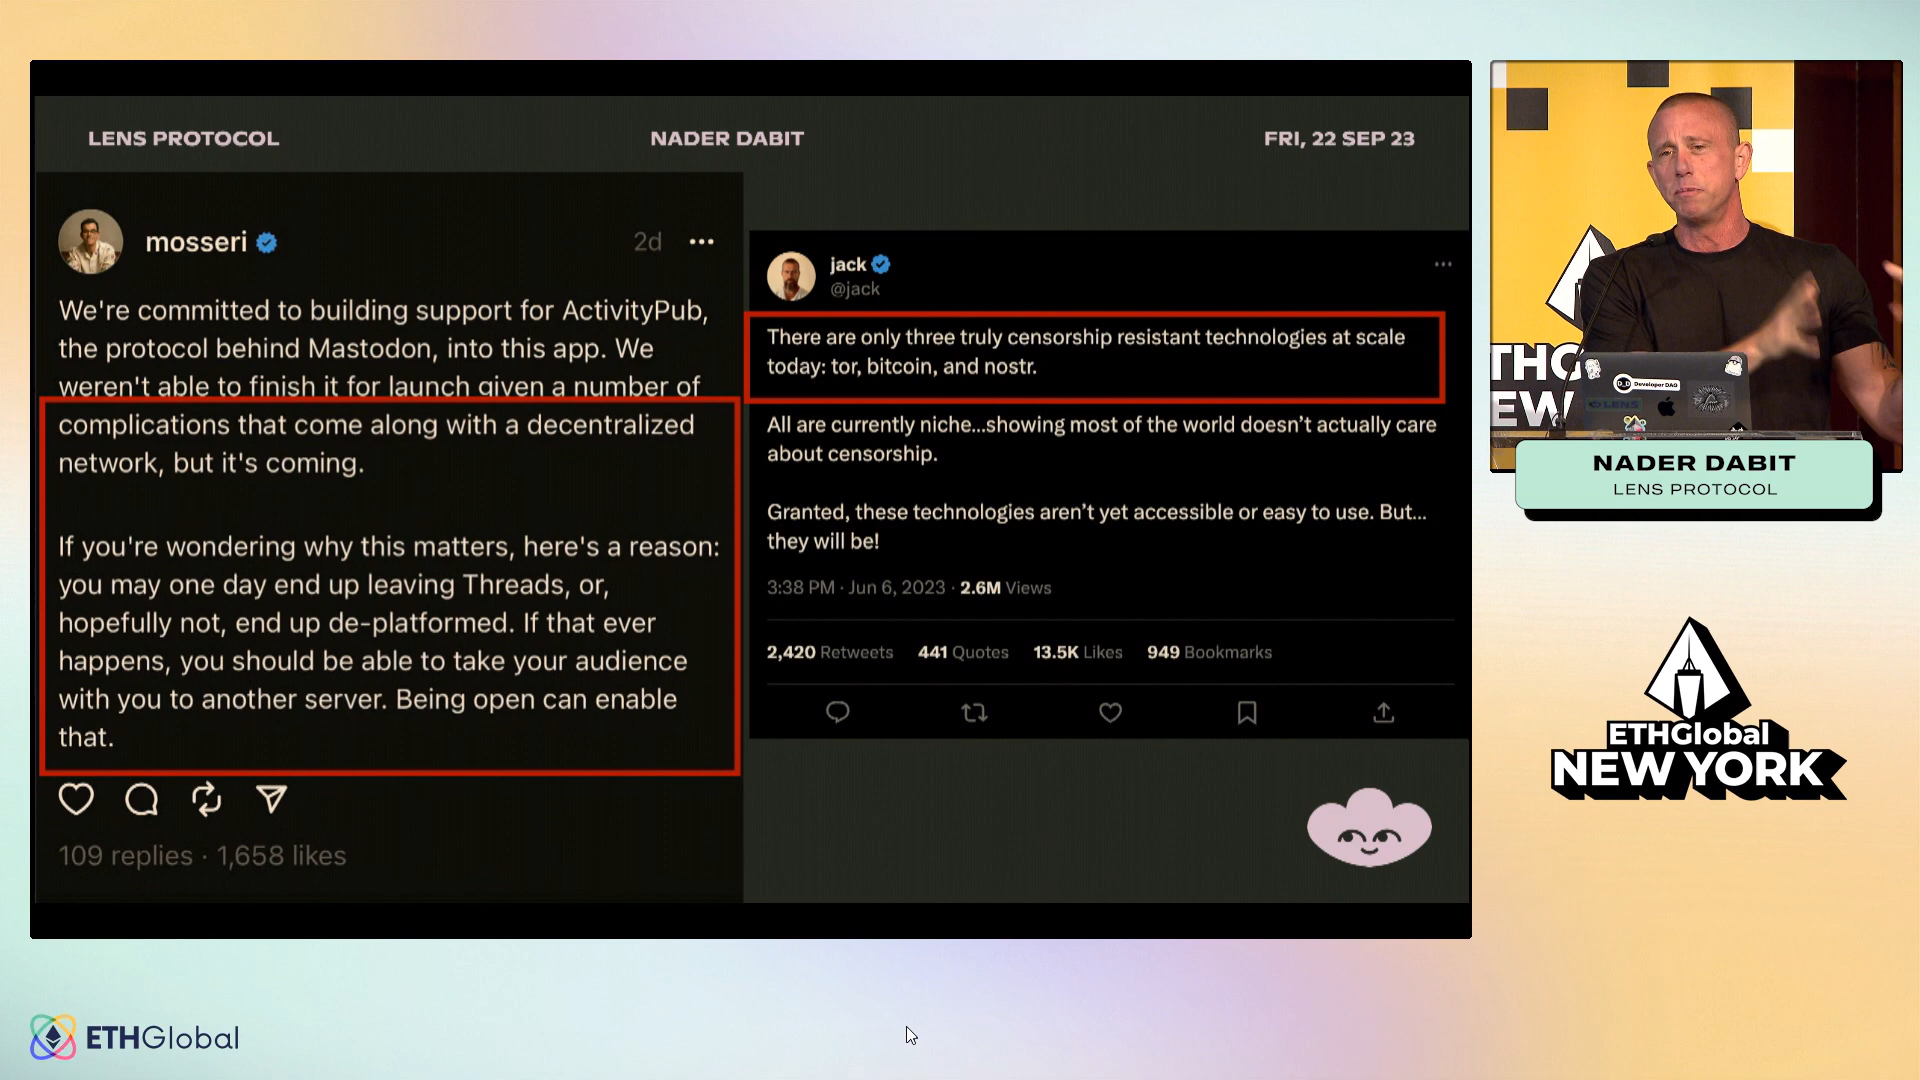 LENS PROTOCOL
NADER DABIT
FRI, 22 SEP 23
mosseri
2d
We're committed to building support for ActivityPub,
the protocol behind Mastodon, into this app. We
weren't able to finish it for launch given a number of
complications that come along with a decentralized
network, but it's coming.
If you're wondering why this matters, here's a reason:
you may one day end up leaving Threads, or,
hopefully not, end up de-platformed. If that ever
happens, you should be able to take your audience
with you to another server. Being open can enable
that.
109 replies · 1,658 likes
jack
@jack
There are only three truly censorship resistant technologies at scale
today: tor, bitcoin, and nostr.
All are currently niche...showing most of the world doesn’t actually care
about censorship.
Granted, these technologies aren’t yet accessible or easy to use. But...
they will be!
3:38 PM · Jun 6, 2023 · 2.6M Views
2,420 Retweets 441 Quotes 13.5K Likes 949 Bookmarks
THG
EW
Developer DAO
LENS
NADER DABIT
LENS PROTOCOL
ETHGlobal
NEW YORK
ETHGlobal